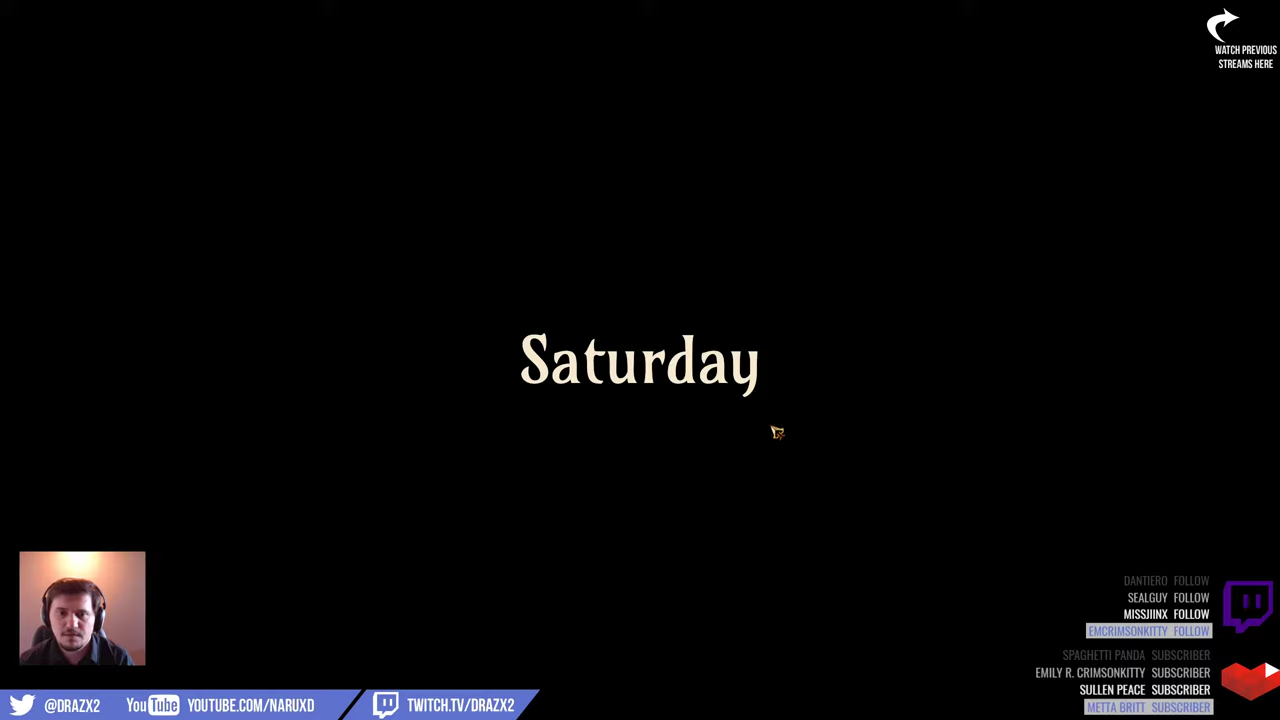 WATCH PREVIOUS
STREAMS HERE
Saturday
DANTIERO FOLLOW
SEALGUY FOLLOW
MISSJIINX FOLLOW
EMCRIMSONKITTY FOLLOW
SPAGHETTI PANDA SUBSCRIBER
EMILY R. CRIMSONKITTY SUBSCRIBER
SULLEN PEACE SUBSCRIBER
METTA BRITT SUBSCRIBER
@DRAZX2 YouTube YOUTUBE.COM/NARUXD TWITCH.TV/DRAZX2